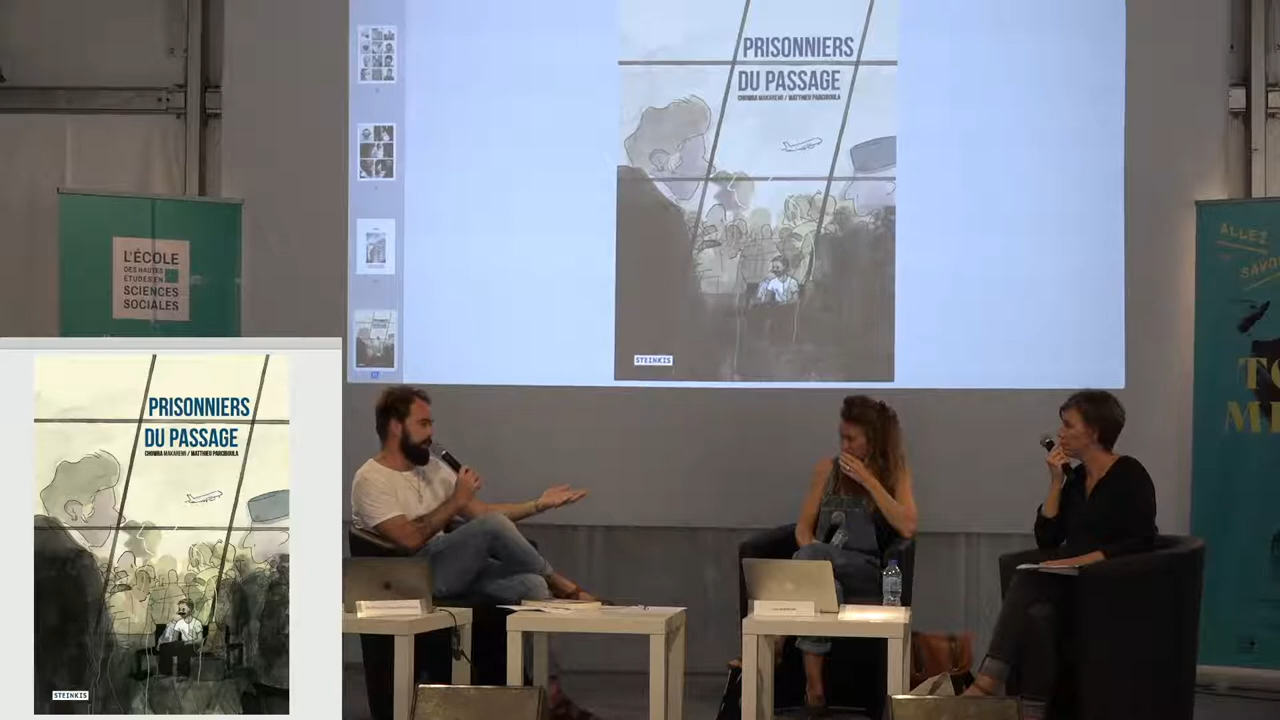 PRISONNIERS
DU PASSAGE
CHOWRA MAKAREMI / MATTHIEU PARCIBOULA
STEINKIS
L'ÉCOLE
DES HAUTES
ÉTUDES EN
SCIENCES
SOCIALES
ALLEZ
SAVOI
PRISONNIERS
DU PASSAGE
CHOWRA MAKAREMI / MATTHIEU PARCIBOULA
STEINKIS